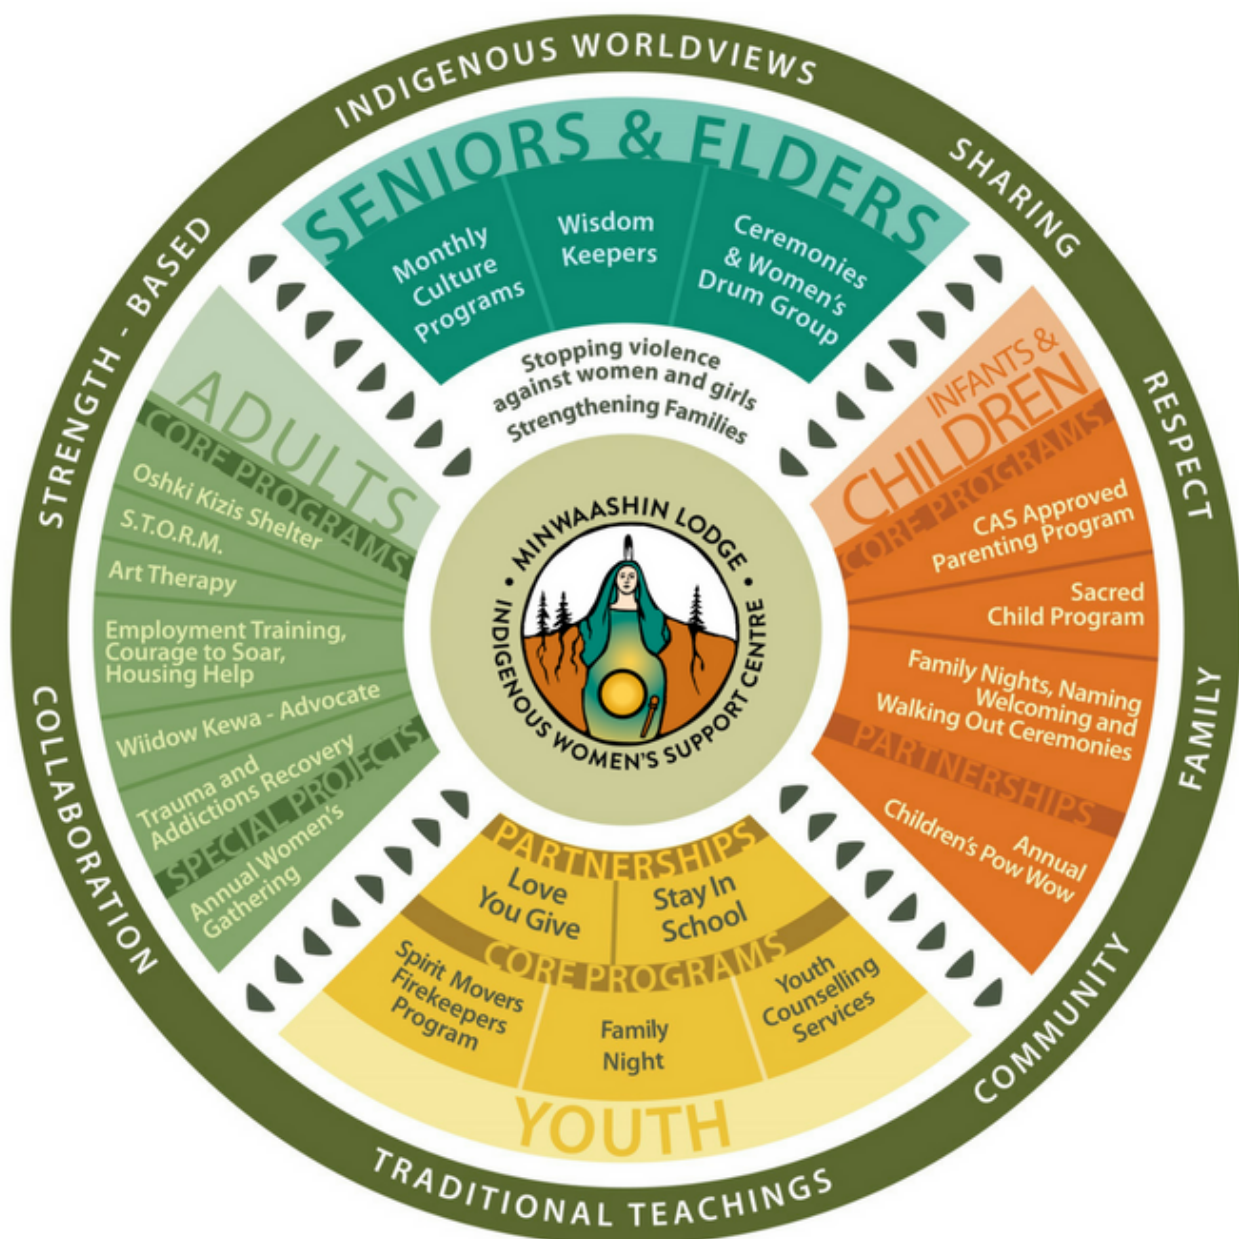 INDIGENOUS WORLDVIEWS
SHARING
RESPECT
FAMILY
COMMUNITY
TRADITIONAL TEACHINGS
COLLABORATION
STRENGTH - BASED
SENIORS & ELDERS
Monthly
Culture
Programs
Wisdom
Keepers
Ceremonies
& Women's
Drum Group
Stopping violence
against women and girls
Strengthening Families
INFANTS &
CHILDREN
CORE PROGRAMS
CAS Approved
Parenting Program
Sacred
Child Program
Family Nights, Naming
Welcoming and
Walking Out Ceremonies
PARTNERSHIPS
Annual
Children's Pow Wow
YOUTH
PARTNERSHIPS
Love
You Give
Stay In
School
CORE PROGRAMS
Spirit Movers
Firekeepers
Program
Family
Night
Youth
Counselling
Services
ADULTS
CORE PROGRAMS
Oshki Kizis Shelter
S.T.O.R.M.
Art Therapy
Employment Training,
Courage to Soar,
Housing Help
Wiidow Kewa - Advocate
Trauma and
Addictions Recovery
SPECIAL PROJECTS
Annual Women's
Gathering
• MINWAASHIN LODGE •
INDIGENOUS WOMEN'S SUPPORT CENTRE